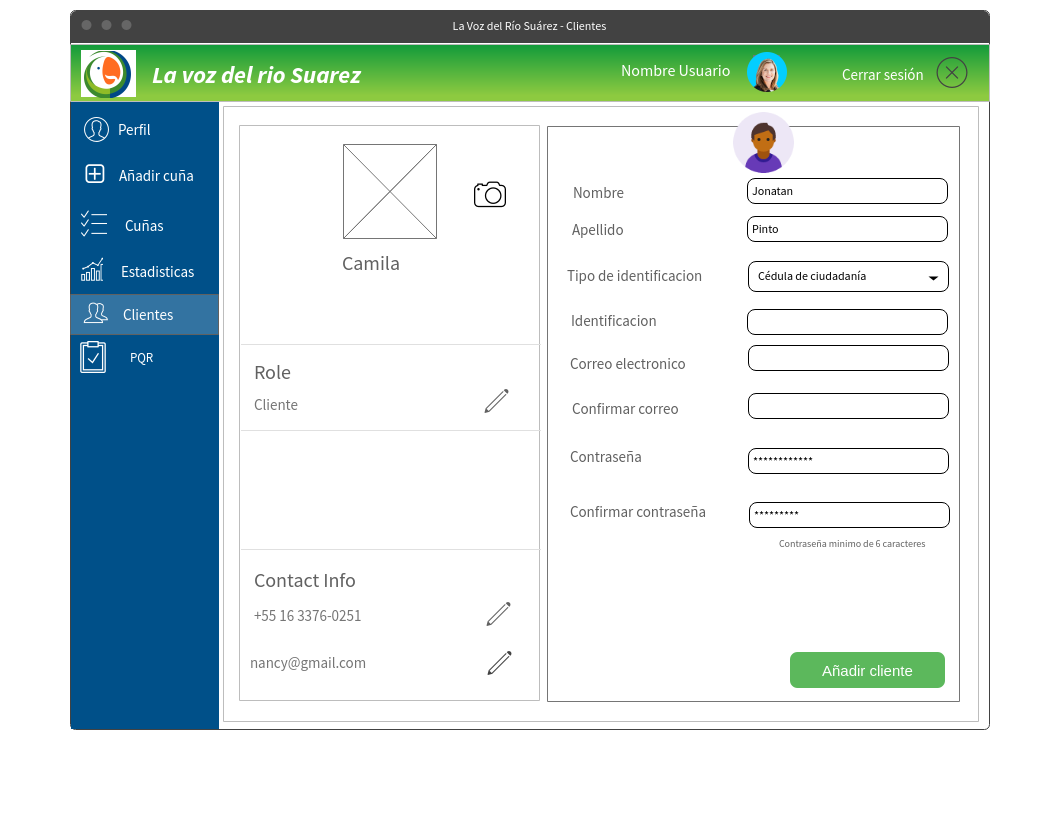 La Voz del Río Suárez - Clientes
La voz del rio Suarez
Nombre Usuario
Cerrar sesión
Perfil
Añadir cuña
Cuñas
Estadisticas
Clientes
PQR
Camila
Role
Cliente
Contact Info
+55 16 3376-0251
nancy@gmail.com
Nombre
Jonatan
Apellido
Pinto
Tipo de identificacion
Cédula de ciudadanía
Identificacion
Correo electronico
Confirmar correo
Contraseña
************
Confirmar contraseña
*********
Contraseña minimo de 6 caracteres
Añadir cliente